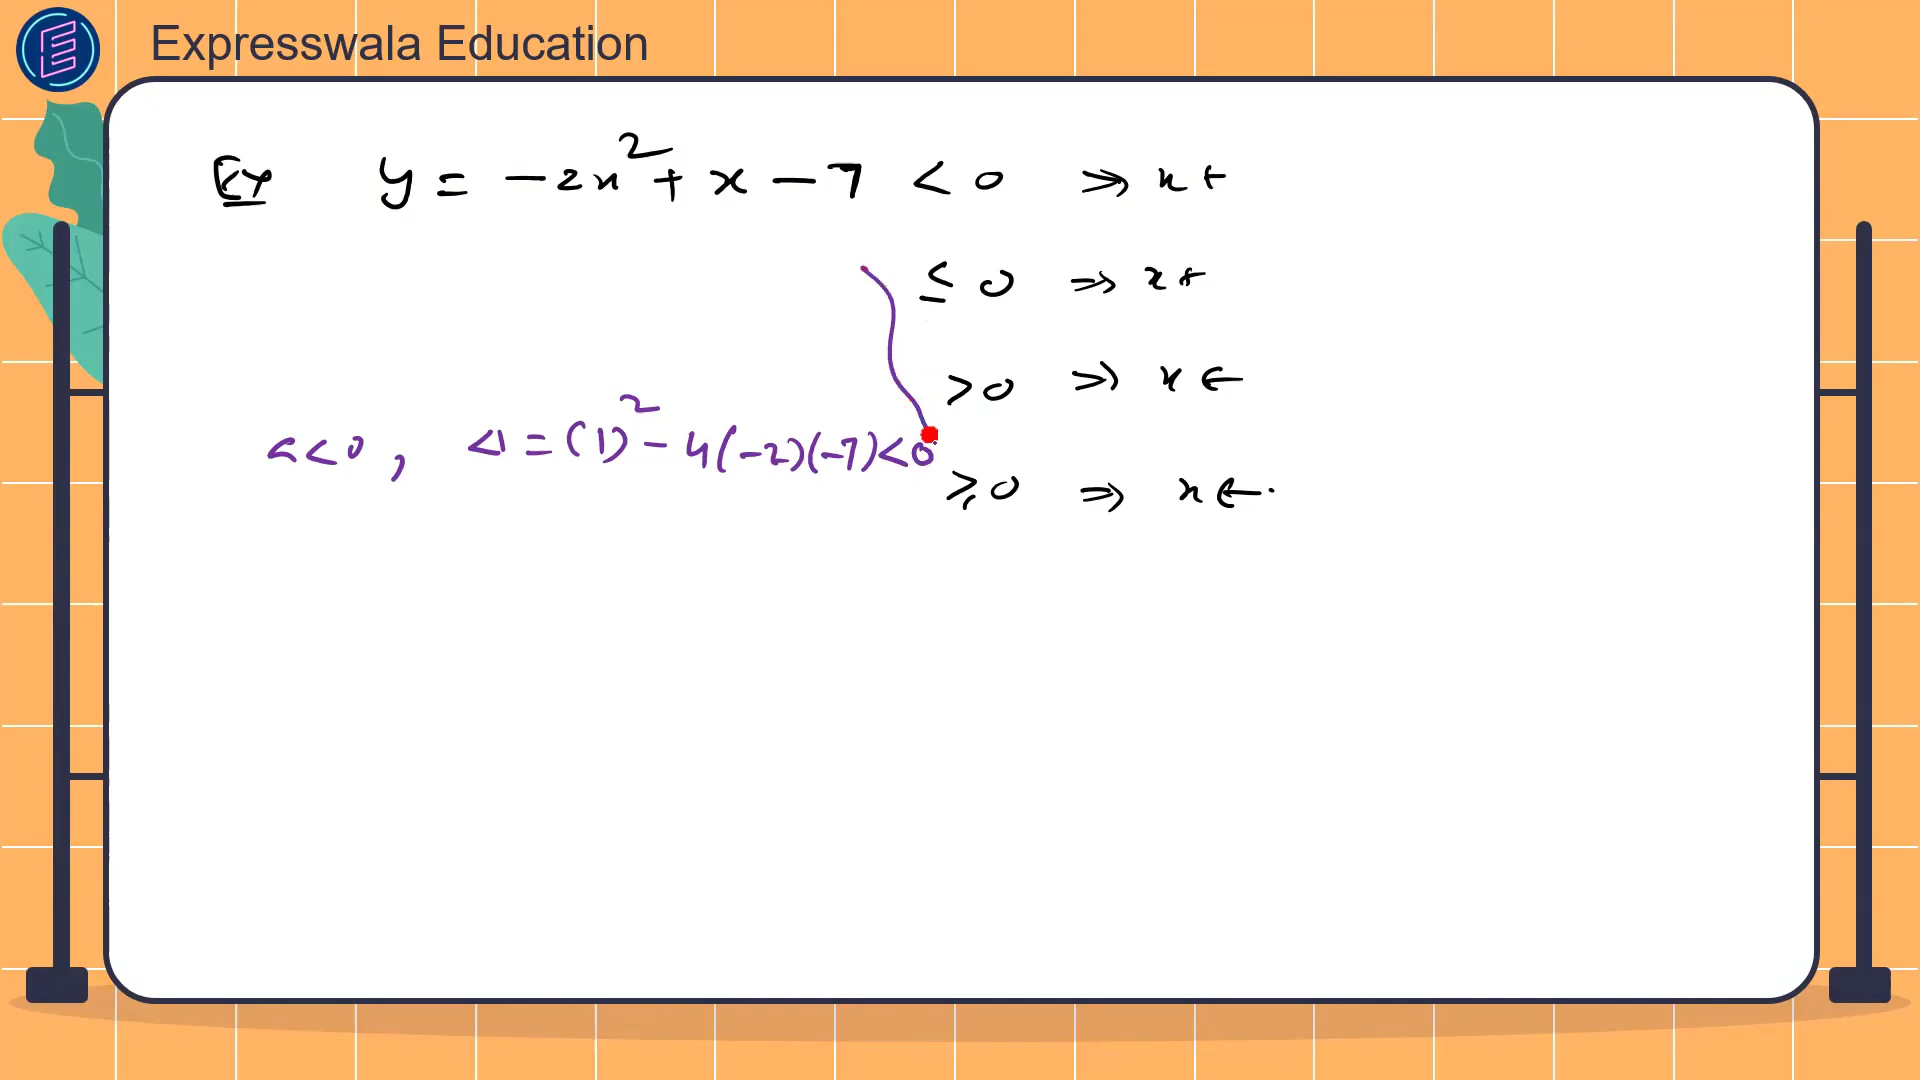 Expresswala Education
Ex y = -2x² + x - 7 < 0 ⇒ x ∈
≤ 0 ⇒ x ∈
> 0 ⇒ x ∈
a < 0 , Δ = (1)² - 4(-2)(-7) < 0
≥ 0 ⇒ x ∈